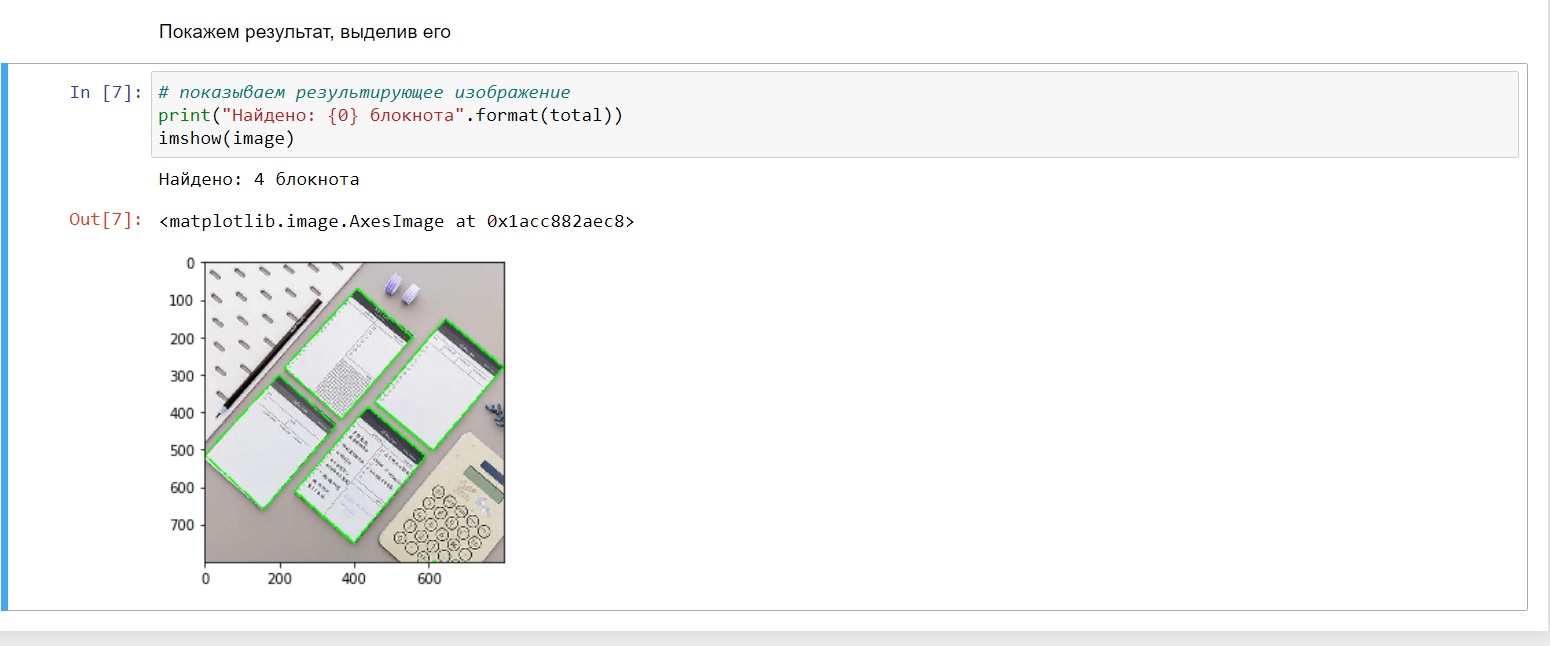 Покажем результат, выделив его
In [7]:
# показываем результирующее изображение
print("Найдено: {0} блокнота".format(total))
imshow(image)
Найдено: 4 блокнота
Out[7]:
<matplotlib.image.AxesImage at 0x1acc882aec8>
0
100
200
300
400
500
600
700
0 200 400 600